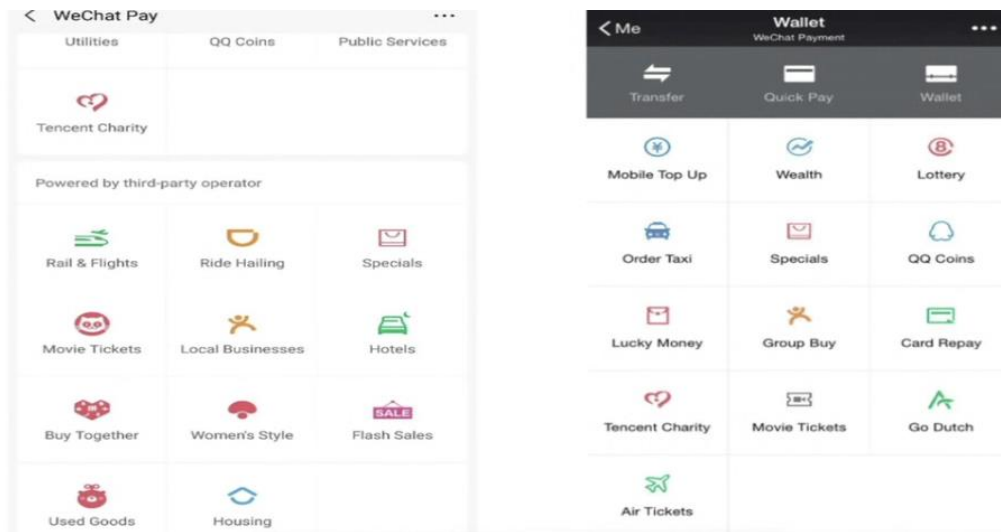 WeChat Pay
Utilities QQ Coins Public Services
Tencent Charity
Powered by third-party operator
Rail & Flights Ride Hailing Specials
Movie Tickets Local Businesses Hotels
SALE
Buy Together Women's Style Flash Sales
Used Goods Housing
Me Wallet
WeChat Payment
Transfer Quick Pay Wallet
¥ 8
Mobile Top Up Wealth Lottery
Order Taxi Specials QQ Coins
Lucky Money Group Buy Card Repay
Tencent Charity Movie Tickets Go Dutch
Air Tickets